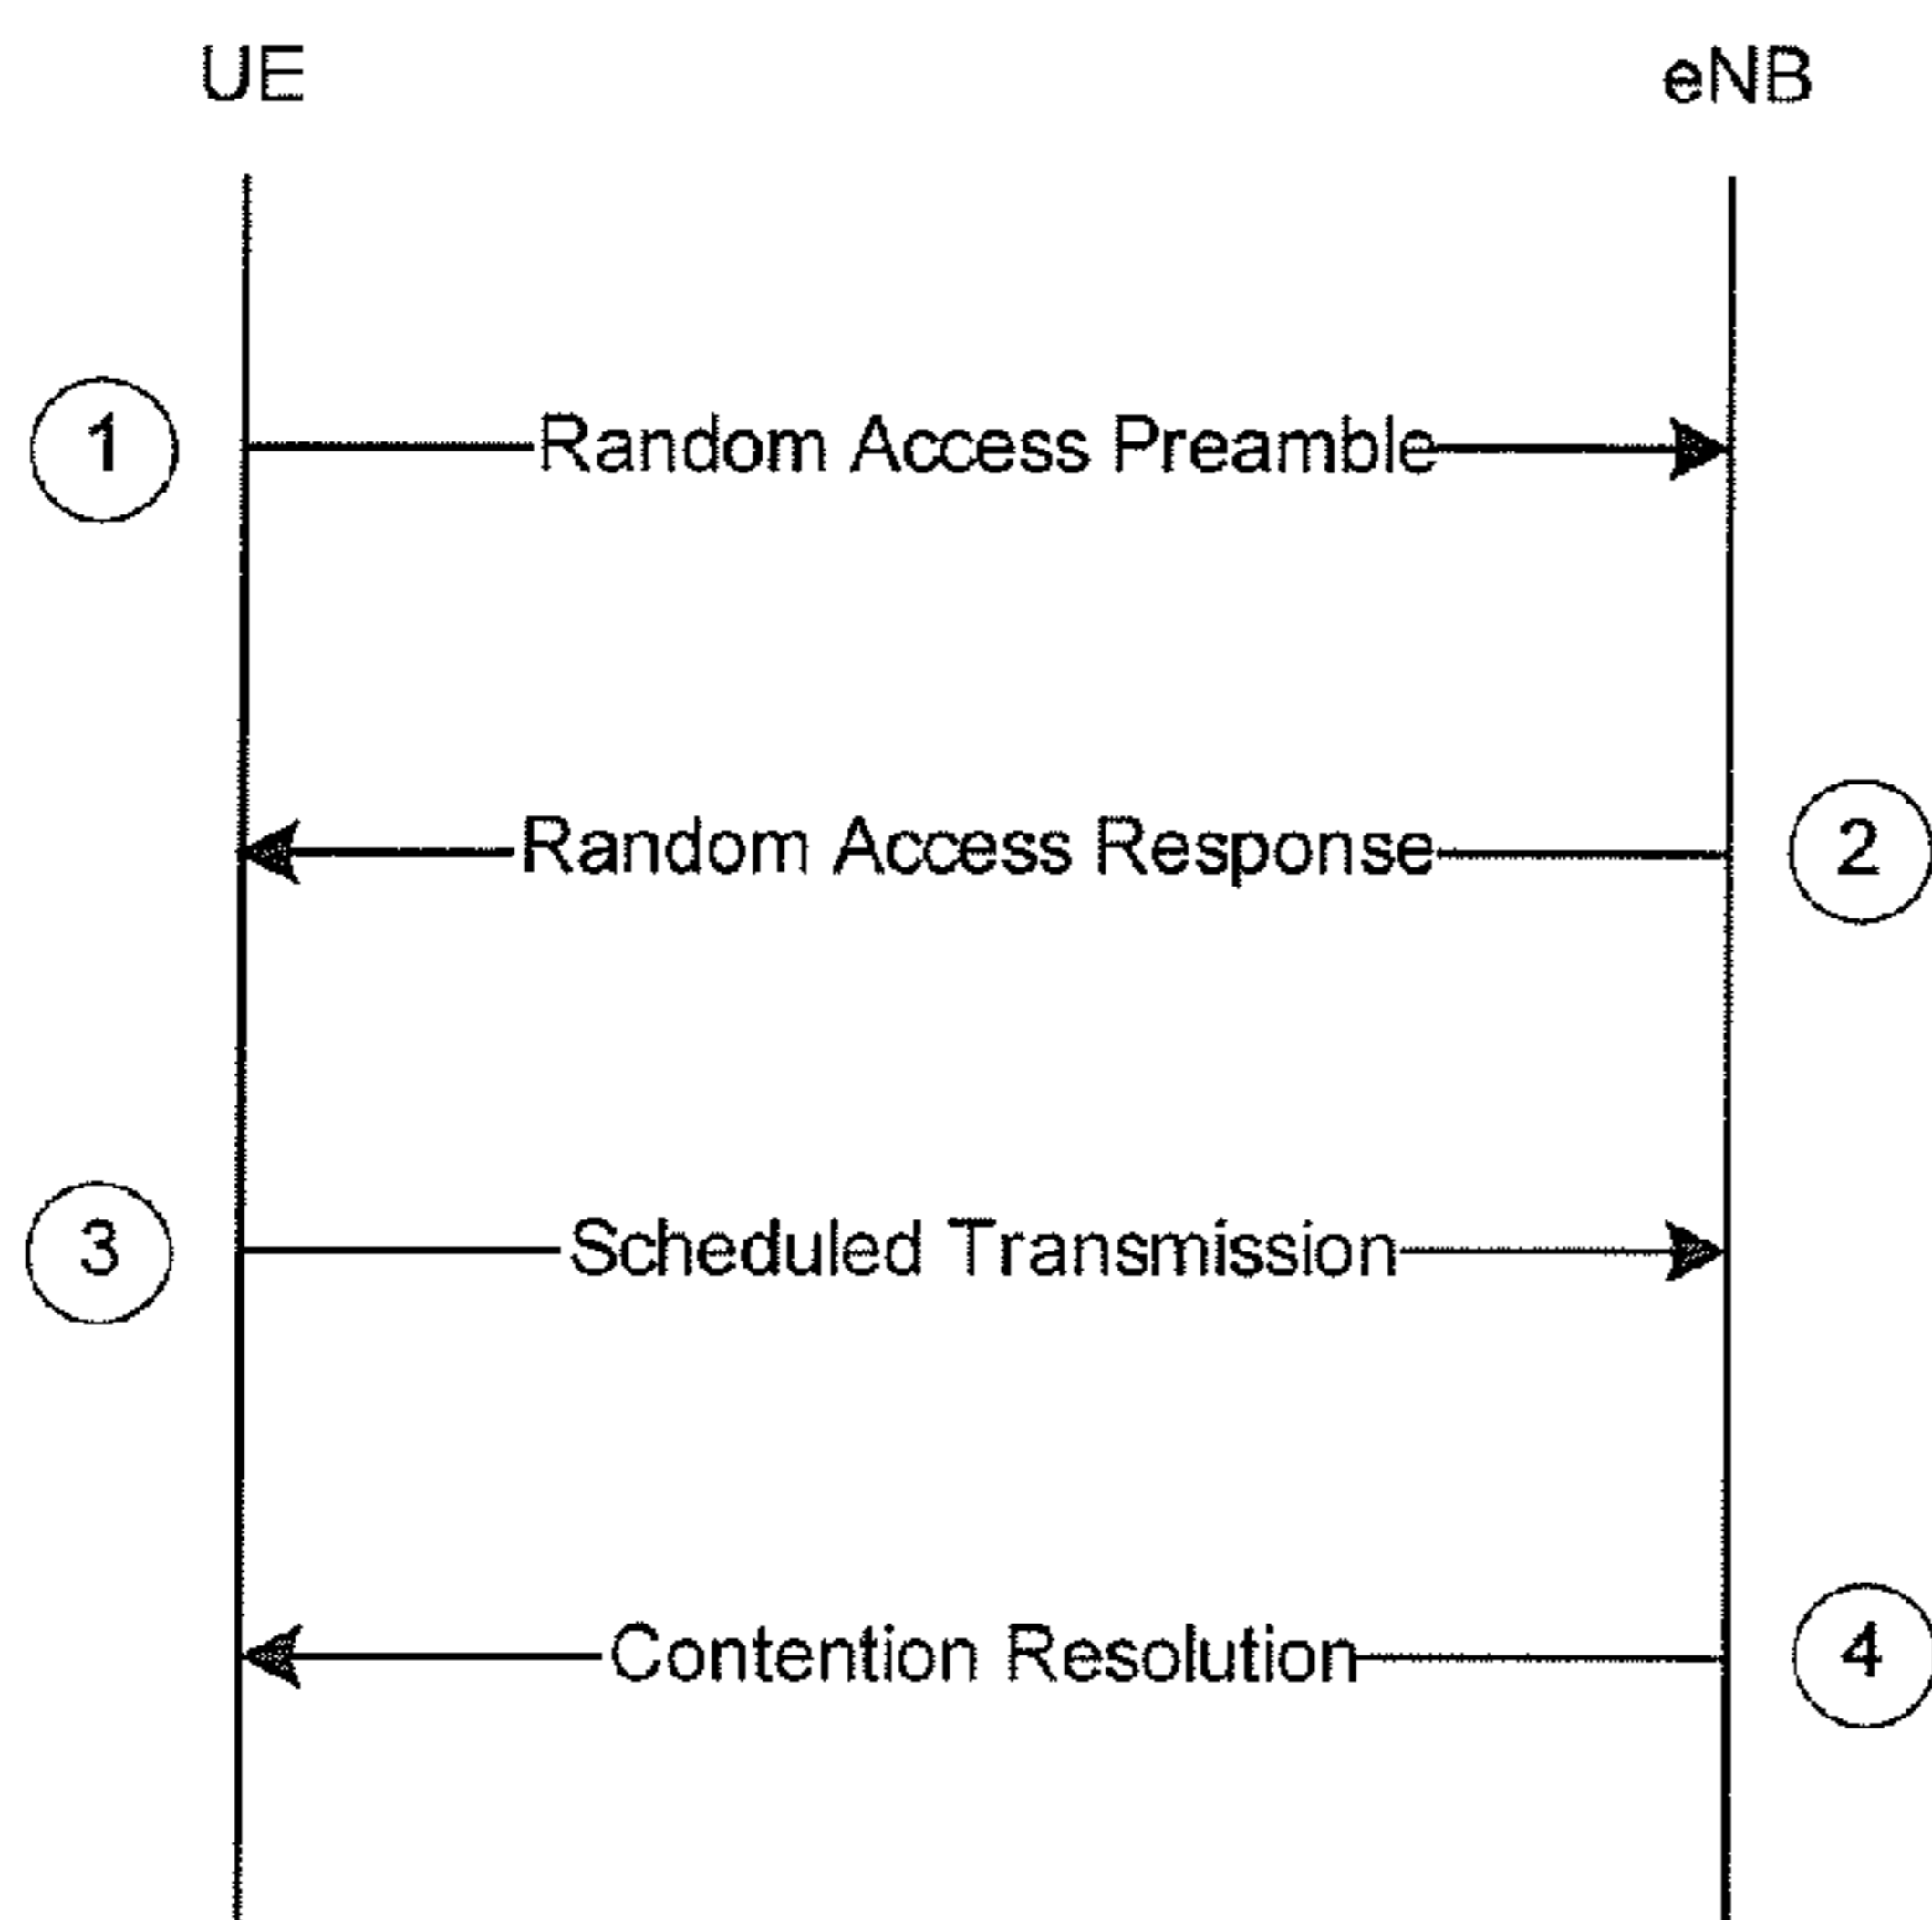 UE eNB
1 Random Access Preamble
Random Access Response 2
3 Scheduled Transmission
Contention Resolution 4